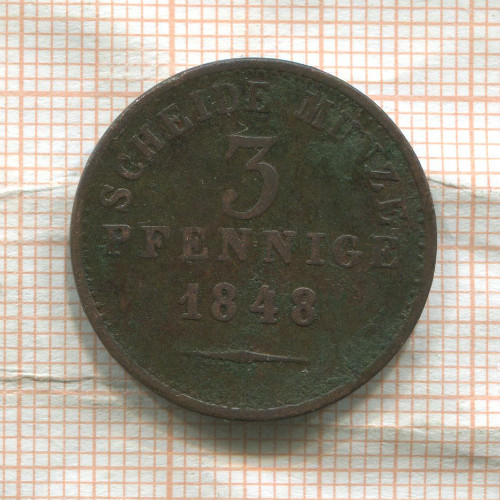 SCHEIDE MÜNZE
3
PFENNIGE
1848